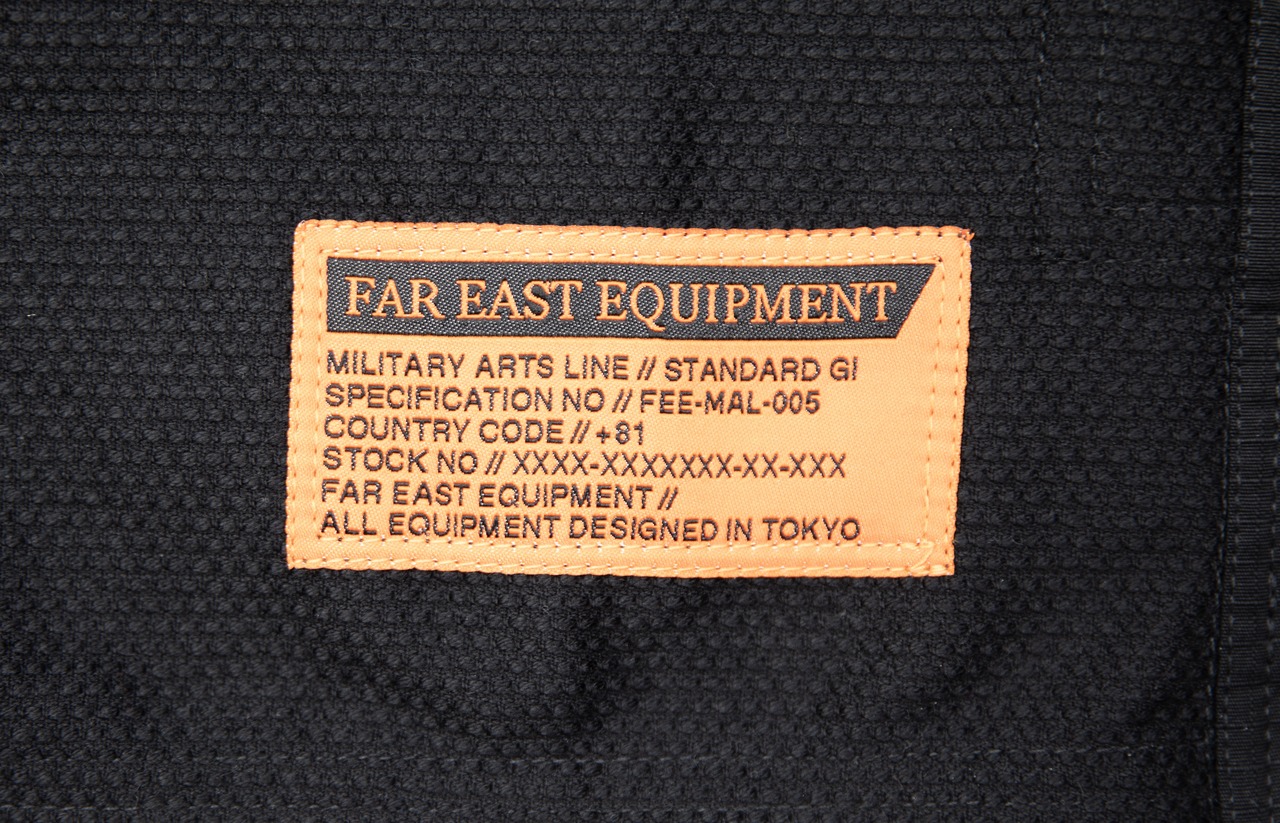 FAR EAST EQUIPMENT
MILITARY ARTS LINE // STANDARD GI
SPECIFICATION NO // FEE-MAL-005
COUNTRY CODE // +81
STOCK NO // XXXX-XXXXXXX-XX-XXX
FAR EAST EQUIPMENT //
ALL EQUIPMENT DESIGNED IN TOKYO